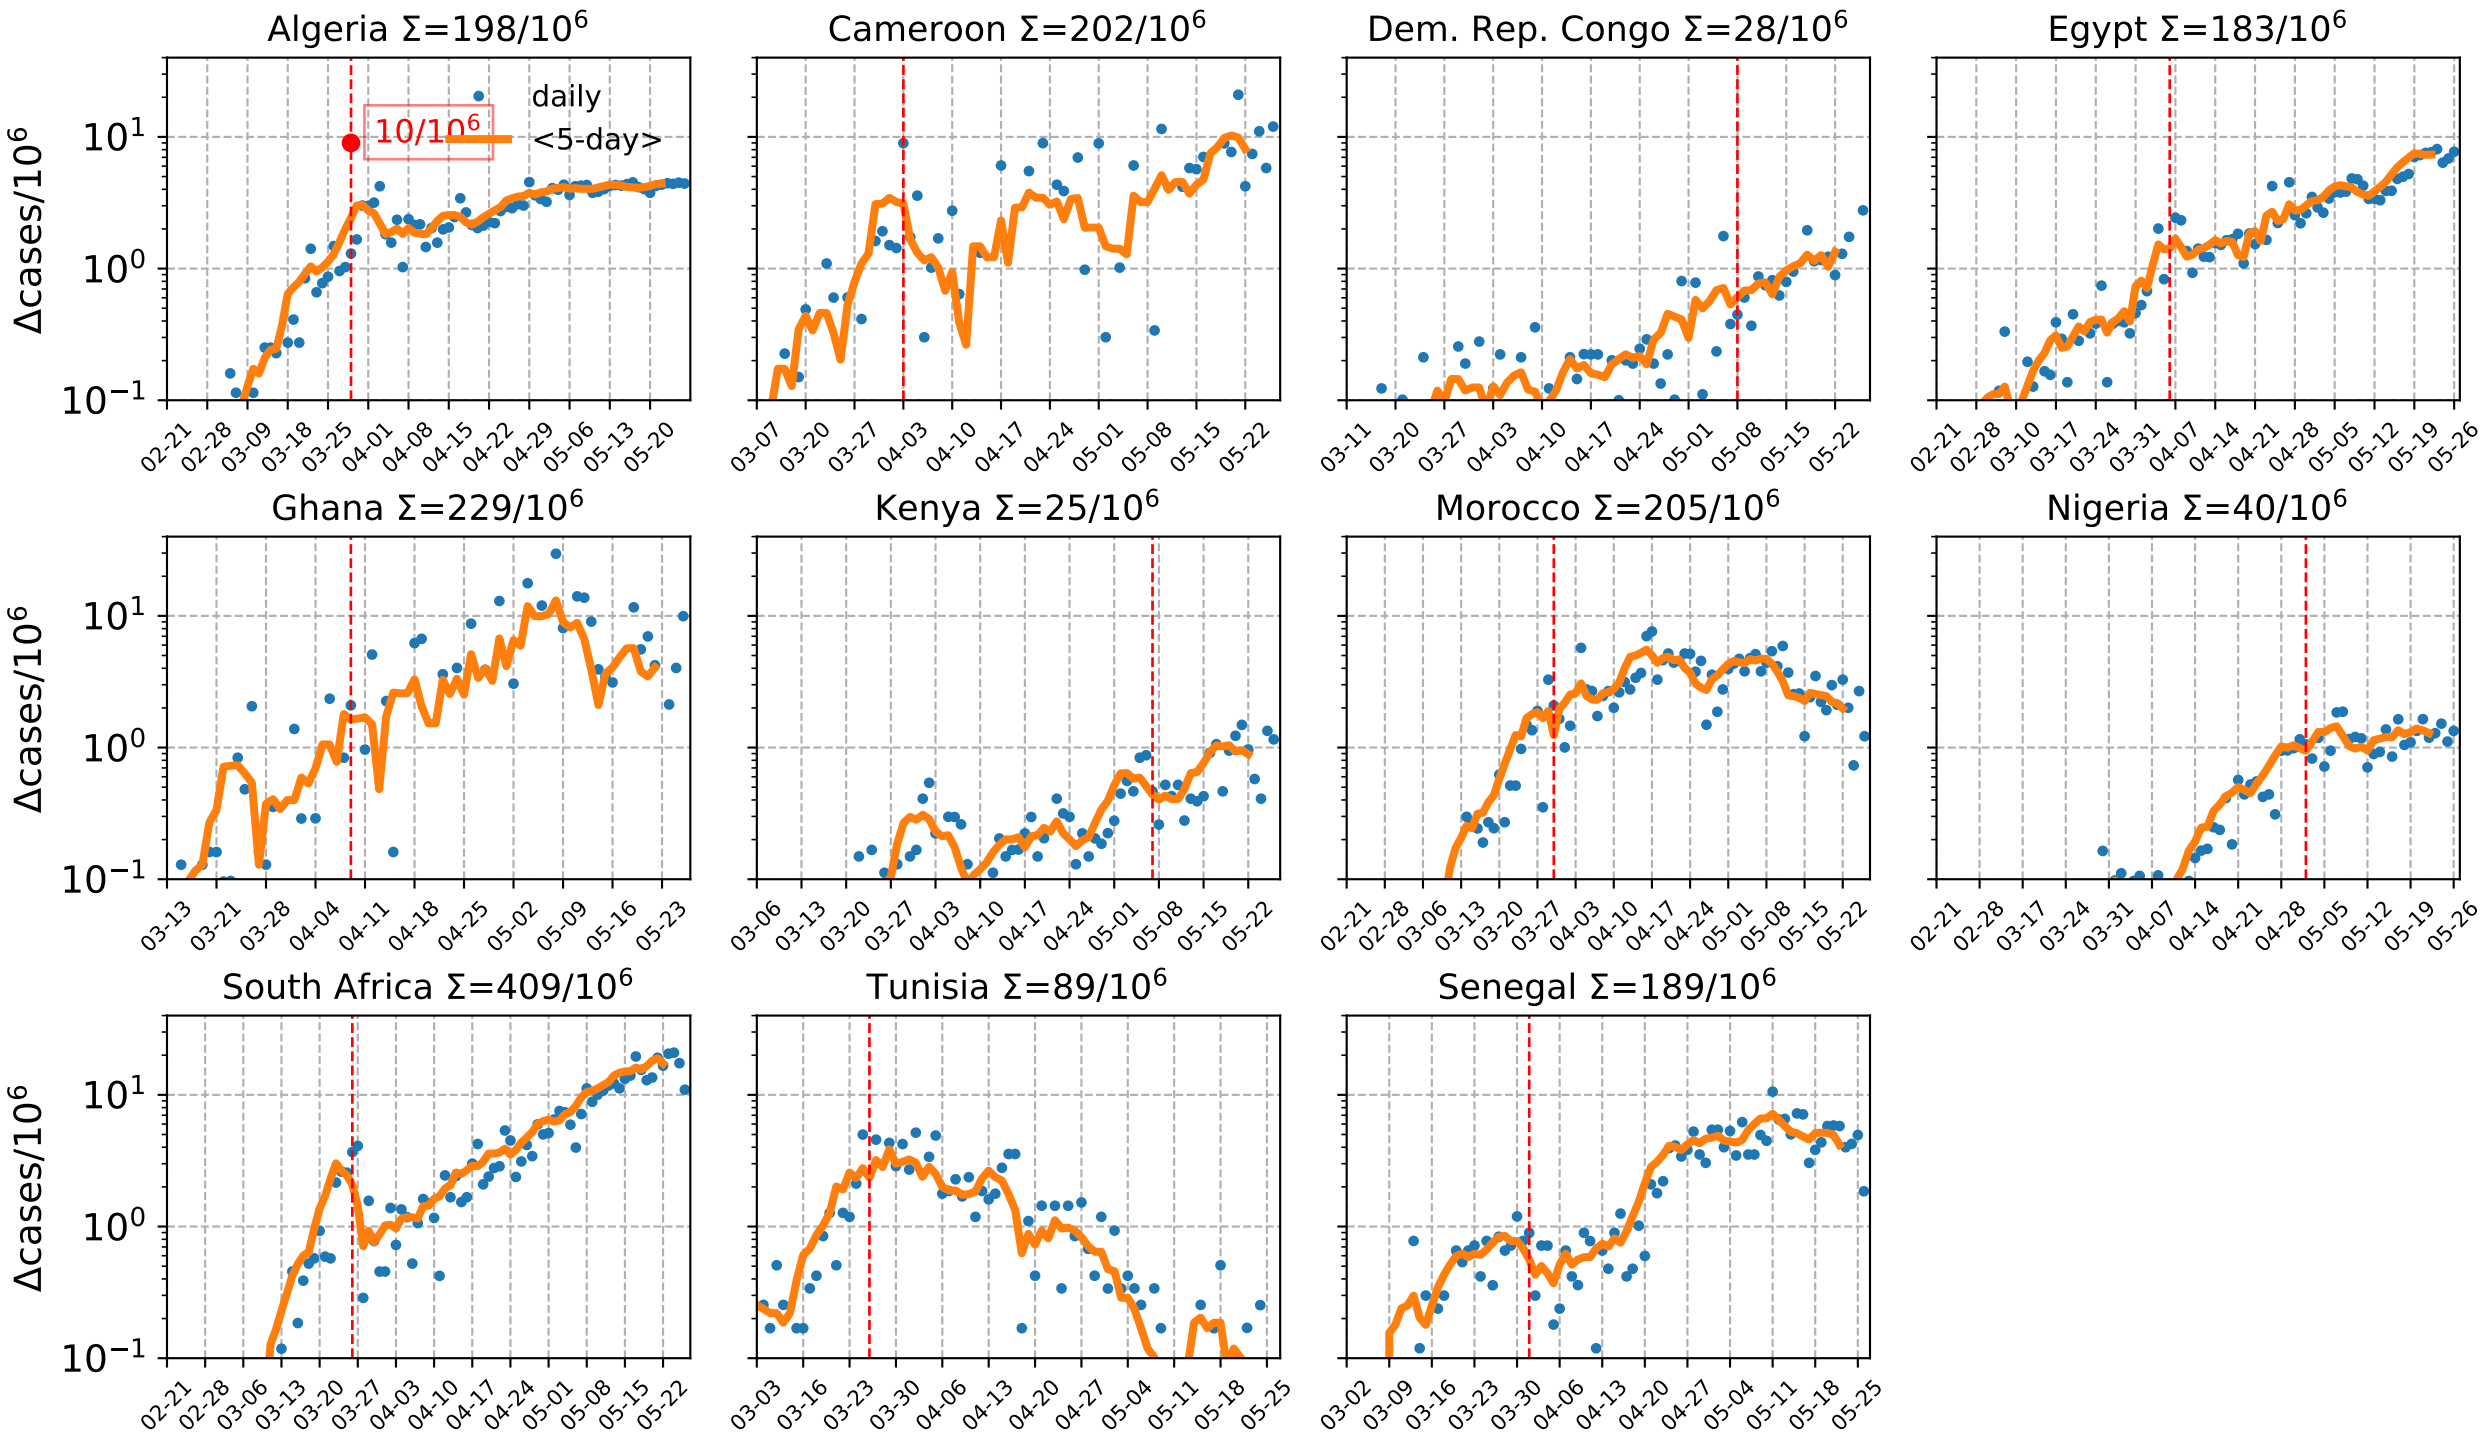 Algeria Σ=198/10⁶
Cameroon Σ=202/10⁶
Dem. Rep. Congo Σ=28/10⁶
Egypt Σ=183/10⁶
Δcases/10⁶
10¹
10⁰
10⁻¹
10/10⁶
daily
<5-day>
02-21 02-28 03-09 03-18 03-25 04-01 04-08 04-15 04-22 04-29 05-06 05-13 05-20
03-07 03-20 03-27 04-03 04-10 04-17 04-24 05-01 05-08 05-15 05-22
03-11 03-20 03-27 04-03 04-10 04-17 04-24 05-01 05-08 05-15 05-22
02-21 02-28 03-10 03-17 03-24 03-31 04-07 04-14 04-21 04-28 05-05 05-12 05-19 05-26
Ghana Σ=229/10⁶
Kenya Σ=25/10⁶
Morocco Σ=205/10⁶
Nigeria Σ=40/10⁶
Δcases/10⁶
10¹
10⁰
10⁻¹
03-13 03-21 03-28 04-04 04-11 04-18 04-25 05-02 05-09 05-16 05-23
03-06 03-13 03-20 03-27 04-03 04-10 04-17 04-24 05-01 05-08 05-15 05-22
02-21 02-28 03-06 03-13 03-20 03-27 04-03 04-10 04-17 04-24 05-01 05-08 05-15 05-22
02-21 02-28 03-17 03-24 03-31 04-07 04-14 04-21 04-28 05-05 05-12 05-19 05-26
South Africa Σ=409/10⁶
Tunisia Σ=89/10⁶
Senegal Σ=189/10⁶
Δcases/10⁶
10¹
10⁰
10⁻¹
02-21 02-28 03-06 03-13 03-20 03-27 04-03 04-10 04-17 04-24 05-01 05-08 05-15 05-22
03-03 03-16 03-23 03-30 04-06 04-13 04-20 04-27 05-04 05-11 05-18 05-25
03-02 03-09 03-16 03-23 03-30 04-06 04-13 04-20 04-27 05-04 05-11 05-18 05-25